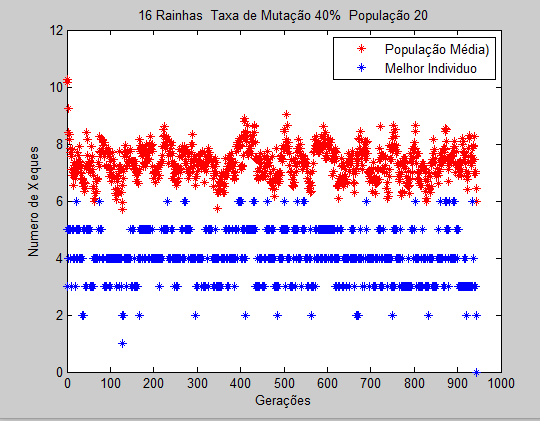 16 Rainhas  Taxa de Mutação 40%  População 20
População Média)
Melhor Individuo
Numero de Xeques
12
10
8
6
4
2
0
0 100 200 300 400 500 600 700 800 900 1000
Gerações